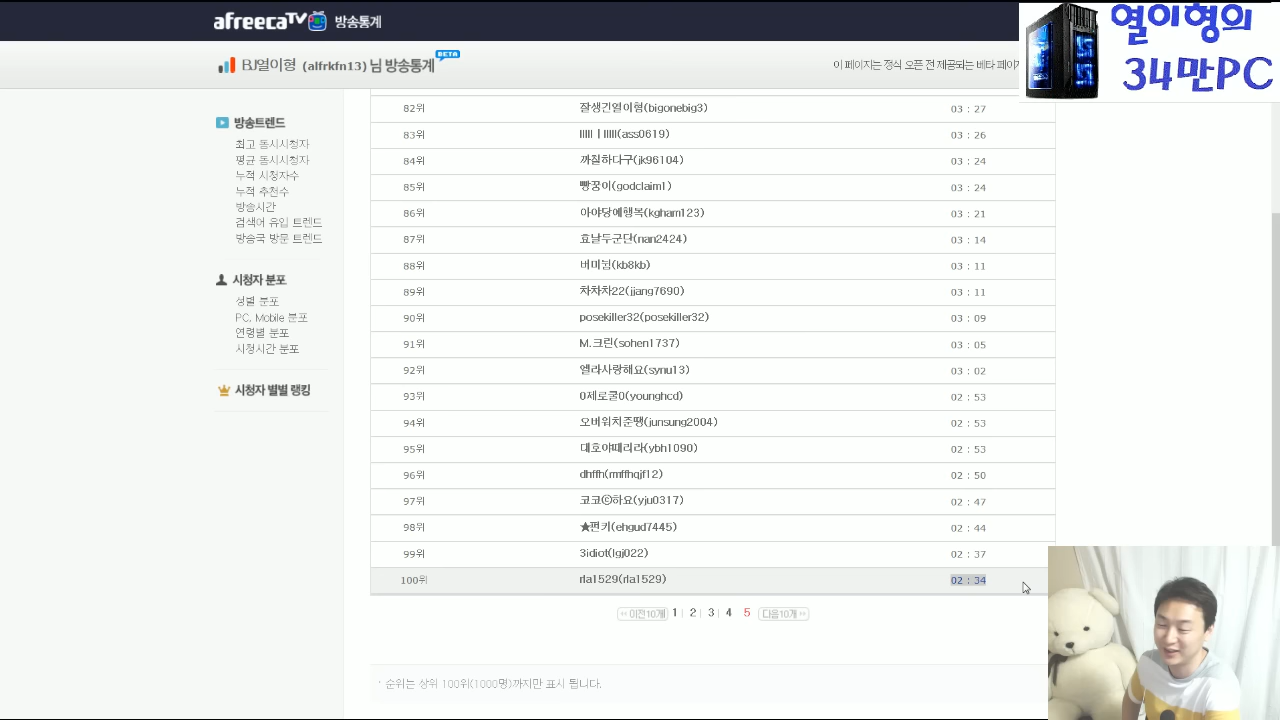 afreecaTV 방송통계
BJ열이형 (alfrkfn13) 님 방송통계 BETA
이 페이지는 정식 오픈 전 제공되는 베타 페이지
열이형의
34만PC
방송트렌드
최고 동시시청자
평균 동시시청자
누적 시청자수
누적 추천수
방송시간
검색어 유입 트렌드
방송국 방문 트렌드
시청자 분포
성별 분포
PC, Mobile 분포
연령별 분포
시청시간 분포
시청자 별별 랭킹
82위 잘생긴열이형(bigonebig3) 03 : 27
83위 lllllㅣlllll(ass0619) 03 : 26
84위 까질하다구(jk96104) 03 : 24
85위 빵꿍이(godclaim1) 03 : 24
86위 아야당예행복(kgham123) 03 : 21
87위 효날두군단(nan2424) 03 : 14
88위 버미뉨(kb8kb) 03 : 11
89위 차차차22(jjang7690) 03 : 11
90위 posekiller32(posekiller32) 03 : 09
91위 M.크린(sohen1737) 03 : 05
92위 엘라사랑해요(synu13) 03 : 02
93위 0제로쿨0(younghcd) 02 : 53
94위 오버워치준땡(junsung2004) 02 : 53
95위 대호야때리라(ybh1090) 02 : 53
96위 dhffh(rmffhqjf12) 02 : 50
97위 코코ⓒ하요(yju0317) 02 : 47
98위 ★펀키(ehgud7445) 02 : 44
99위 3idiot(lgj022) 02 : 37
100위 rla1529(rla1529) 02 : 34
이전10개 1 2 3 4 5 다음10개
· 순위는 상위 100위(1000명)까지만 표시 됩니다.